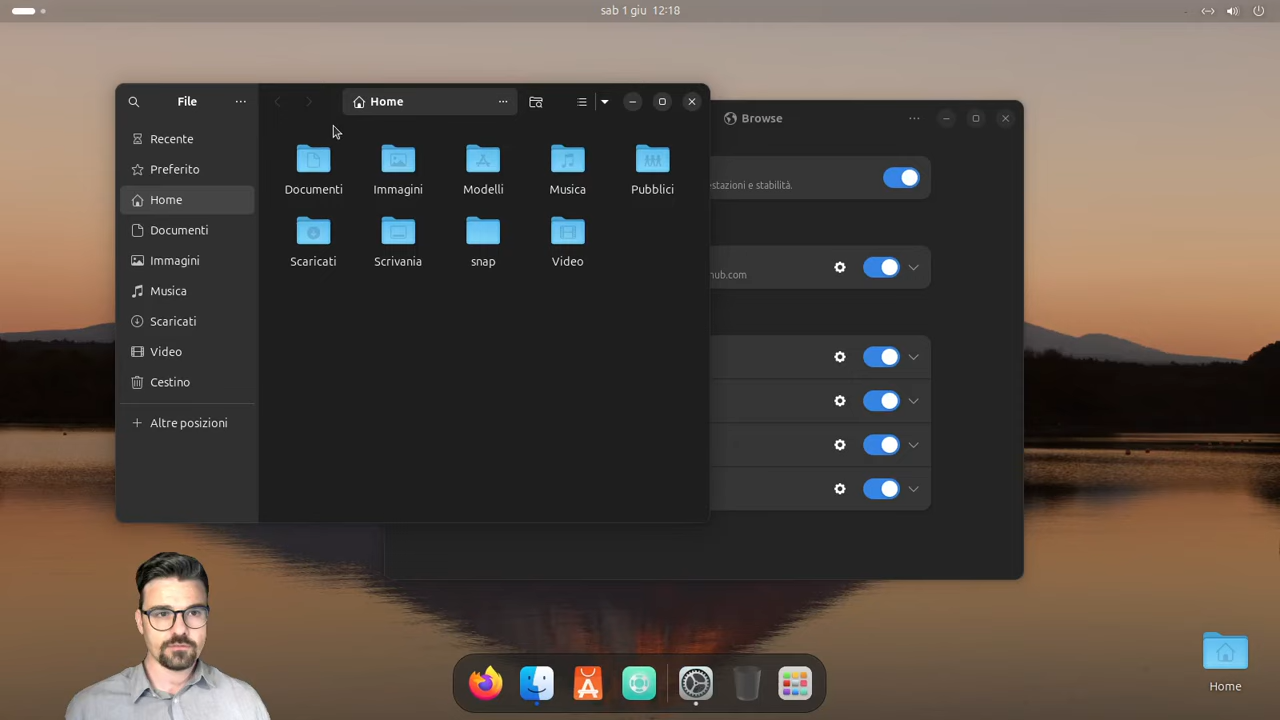 sab 1 giu 12:18
File
Home
Recente
Preferito
Home
Documenti
Immagini
Musica
Scaricati
Video
Cestino
Altre posizioni
Documenti
Immagini
Modelli
Musica
Pubblici
Scaricati
Scrivania
snap
Video
Browse
estazioni e stabilità.
hub.com
Home